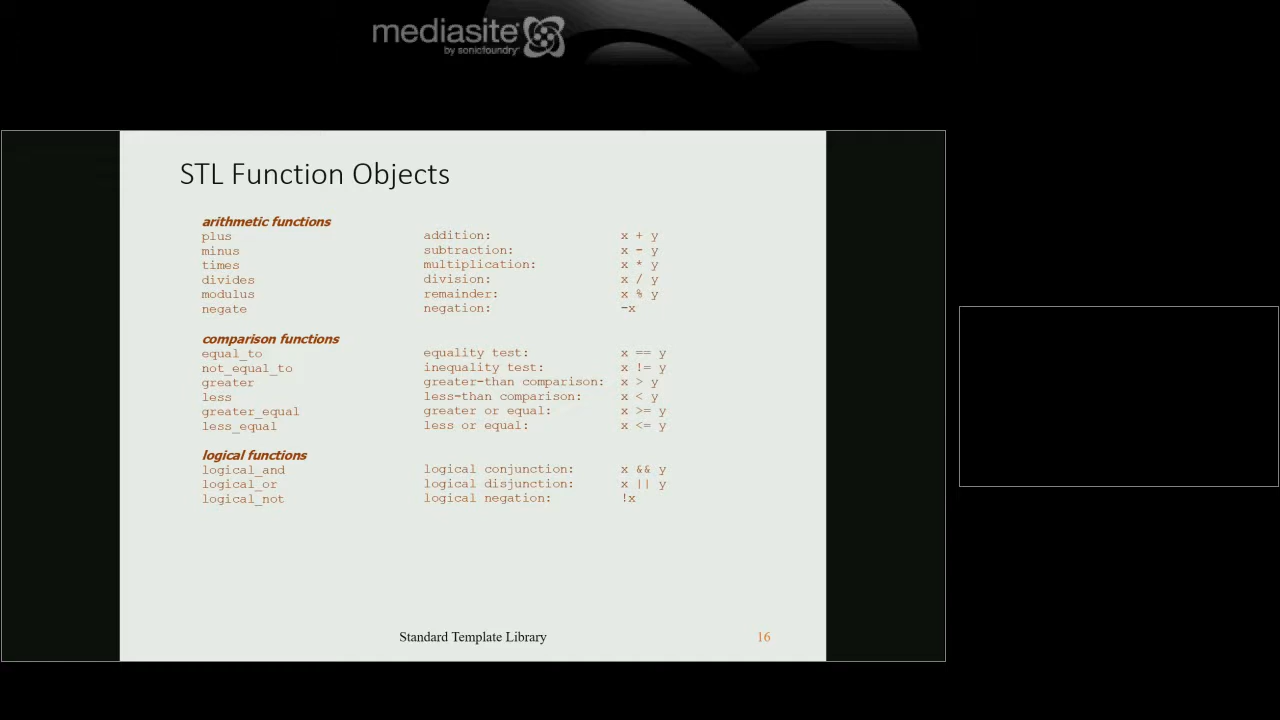 mediasite
by sonicfoundry
STL Function Objects
arithmetic functions
plus addition: x + y
minus subtraction: x - y
times multiplication: x * y
divides division: x / y
modulus remainder: x % y
negate negation: -x
comparison functions
equal_to equality test: x == y
not_equal_to inequality test: x != y
greater greater-than comparison: x > y
less less-than comparison: x < y
greater_equal greater or equal: x >= y
less_equal less or equal: x <= y
logical functions
logical_and logical conjunction: x && y
logical_or logical disjunction: x || y
logical_not logical negation: !x
Standard Template Library 16